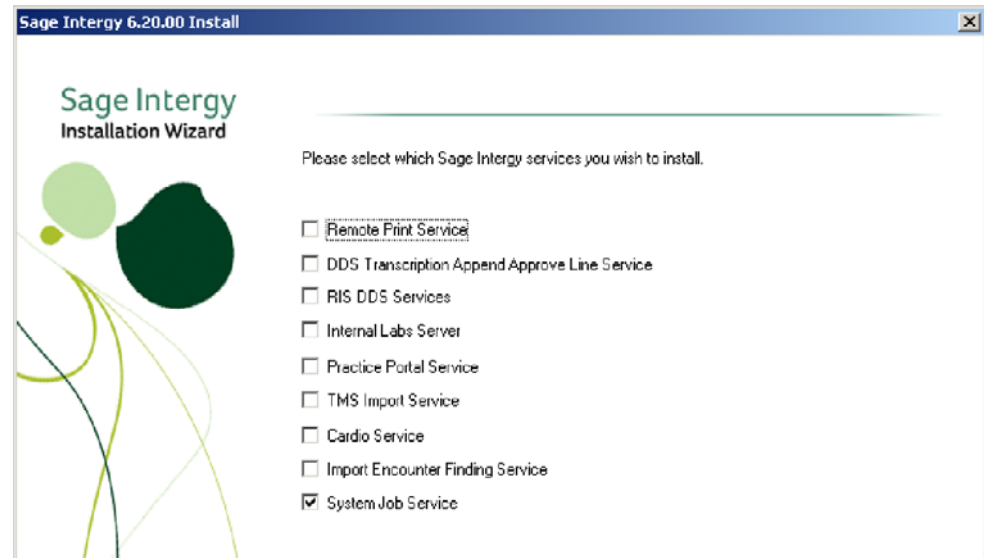 Sage Intergy 6.20.00 Install
Sage Intergy
Installation Wizard
Please select which Sage Intergy services you wish to install.
Remote Print Service
DDS Transcription Append Approve Line Service
RIS DDS Services
Internal Labs Server
Practice Portal Service
TMS Import Service
Cardio Service
Import Encounter Finding Service
System Job Service